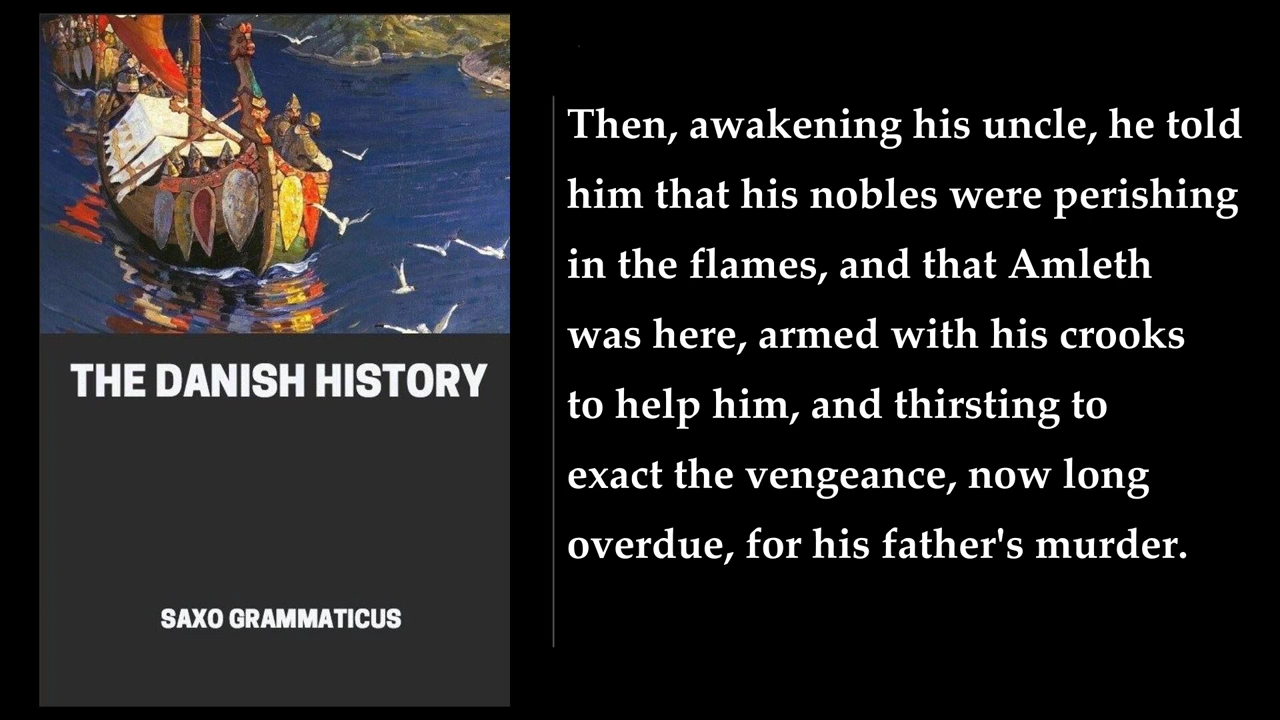 THE DANISH HISTORY
SAXO GRAMMATICUS
Then, awakening his uncle, he told
him that his nobles were perishing
in the flames, and that Amleth
was here, armed with his crooks
to help him, and thirsting to
exact the vengeance, now long
overdue, for his father's murder.